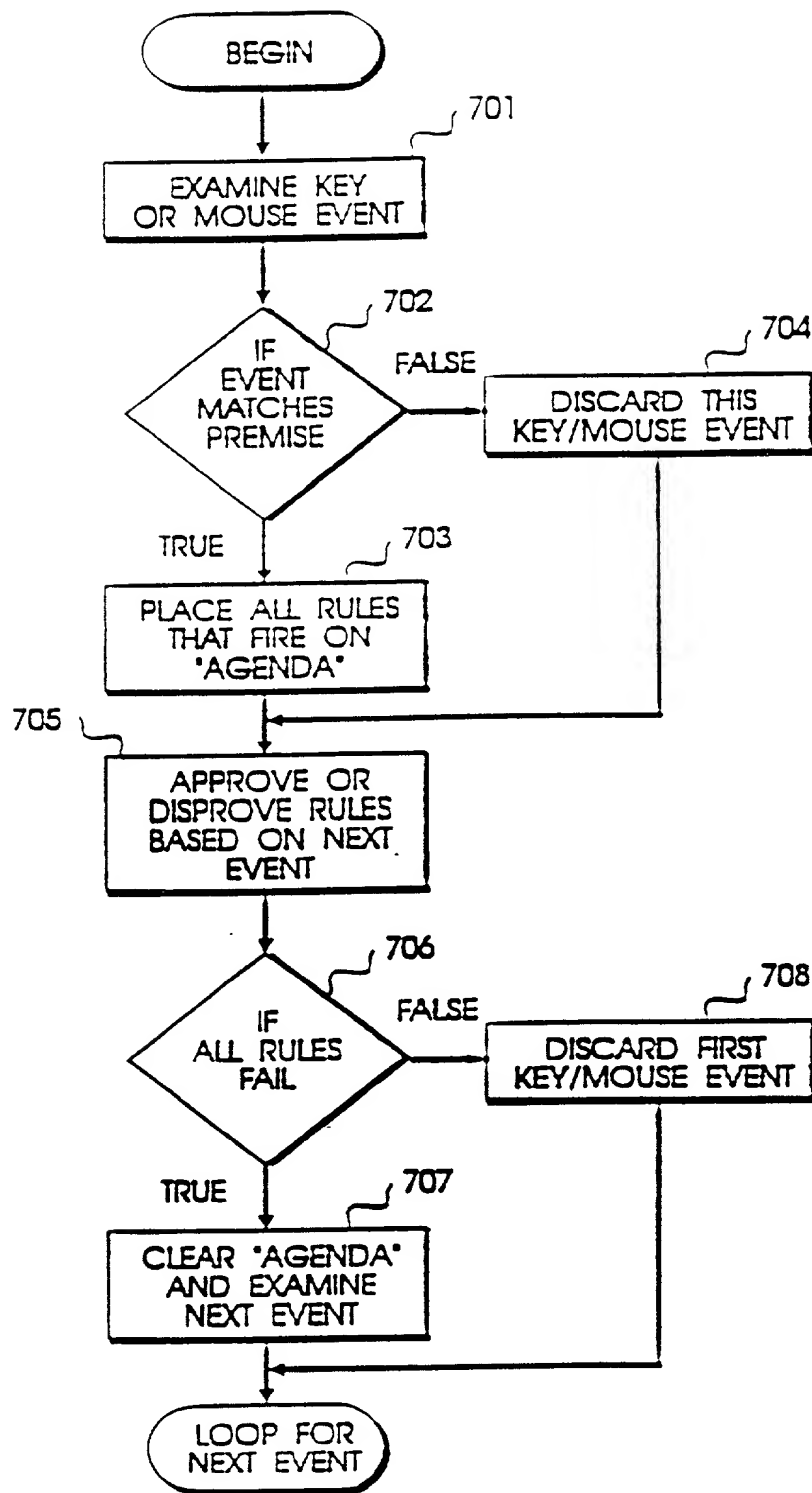 BEGIN
701
EXAMINE KEY
OR MOUSE EVENT
702
IF
EVENT
MATCHES
PREMISE
FALSE
704
DISCARD THIS
KEY/MOUSE EVENT
TRUE
703
PLACE ALL RULES
THAT FIRE ON
"AGENDA"
705
APPROVE OR
DISPROVE RULES
BASED ON NEXT
EVENT
706
IF
ALL RULES
FAIL
FALSE
708
DISCARD FIRST
KEY/MOUSE EVENT
TRUE
707
CLEAR "AGENDA"
AND EXAMINE
NEXT EVENT
LOOP FOR
NEXT EVENT